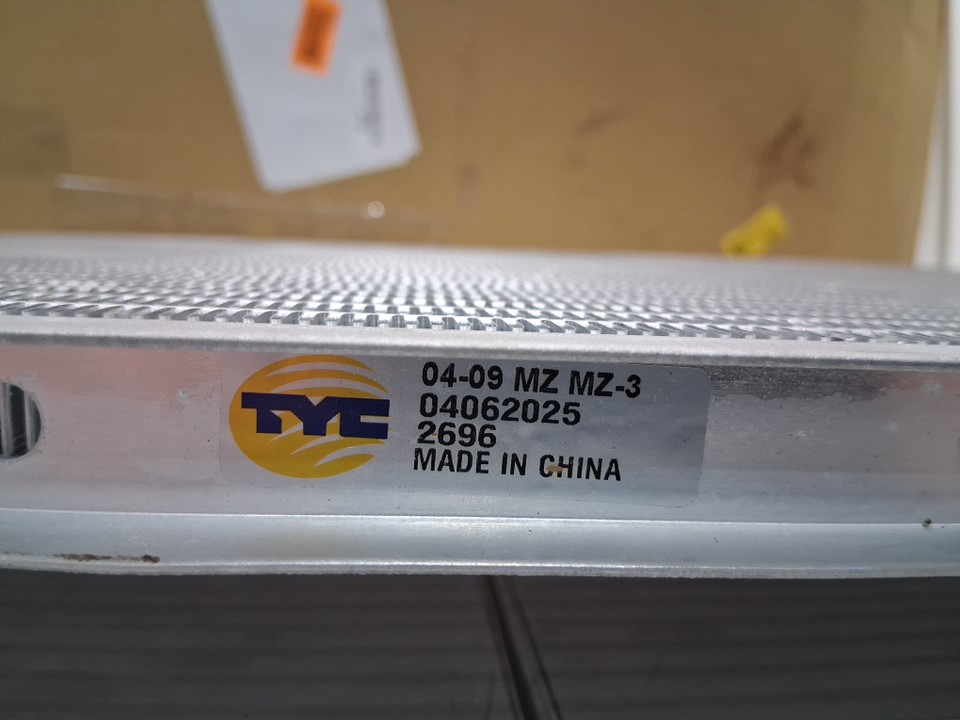 TYC
04-09 MZ MZ-3
04062025
2696
MADE IN CHINA